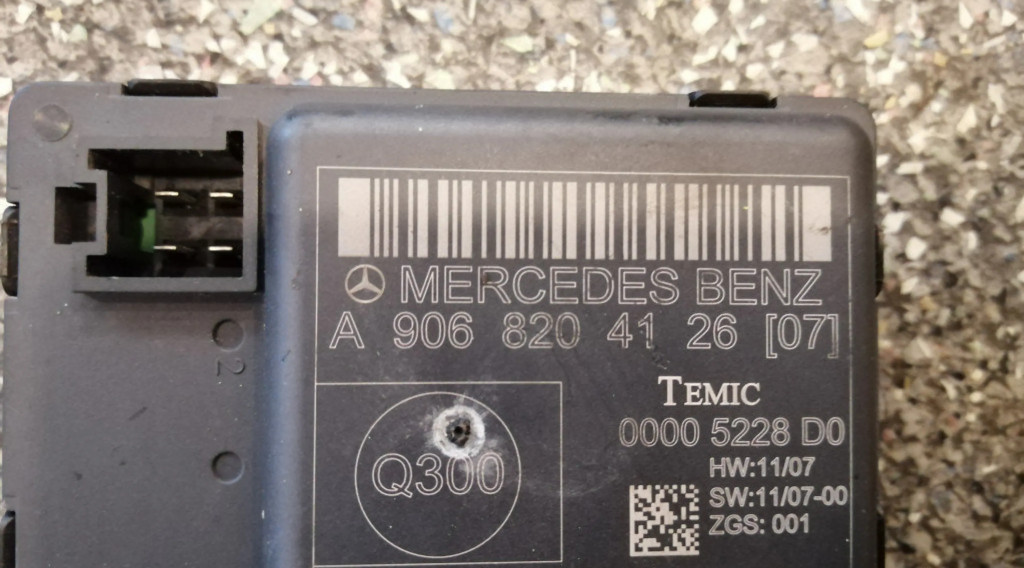 MERCEDES BENZ
A 906 820 41 26 [07]
TEMIC
0000 5228 D0
HW:11/07
SW:11/07-00
ZGS: 001
Q300
2